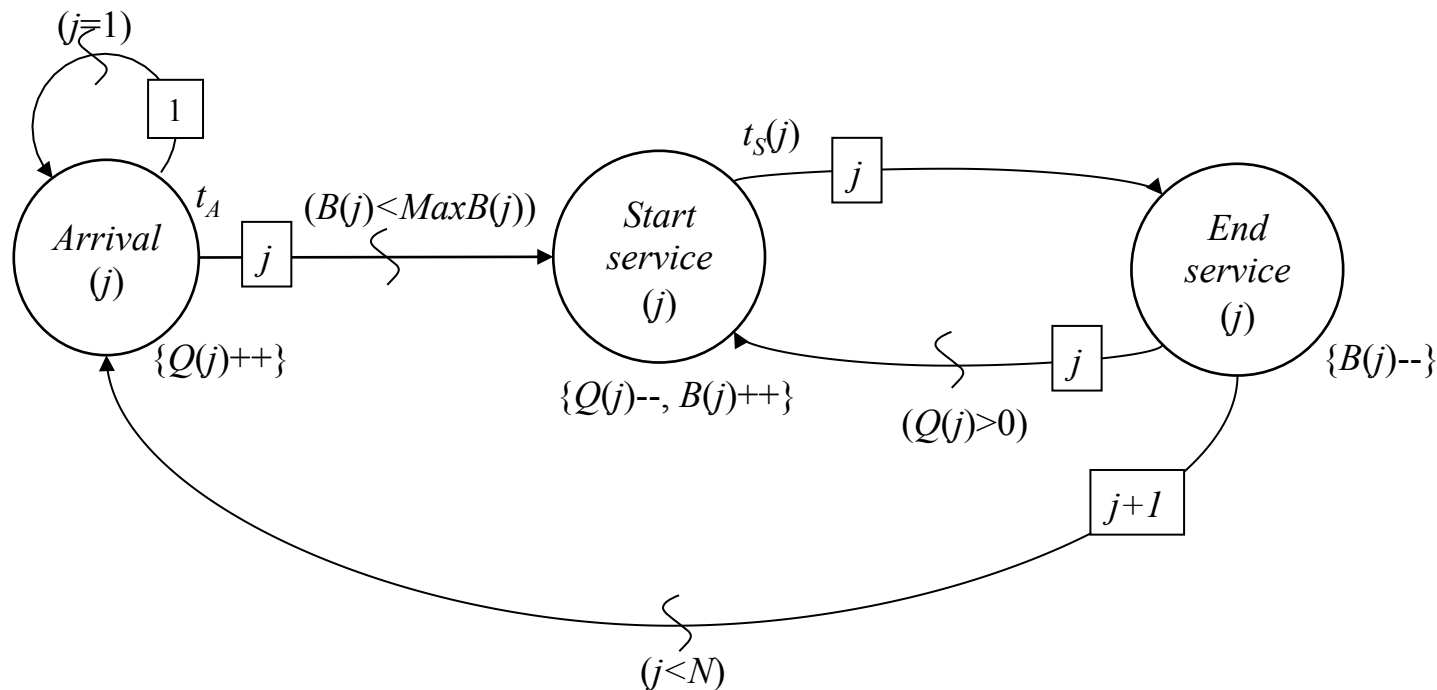 (j=1)
1
t_S(j)
j
t_A
(B(j)<MaxB(j))
Arrival
(j)
j
Start
service
(j)
End
service
(j)
{Q(j)++}
{Q(j)--, B(j)++}
j
(Q(j)>0)
{B(j)--}
j+1
(j<N)